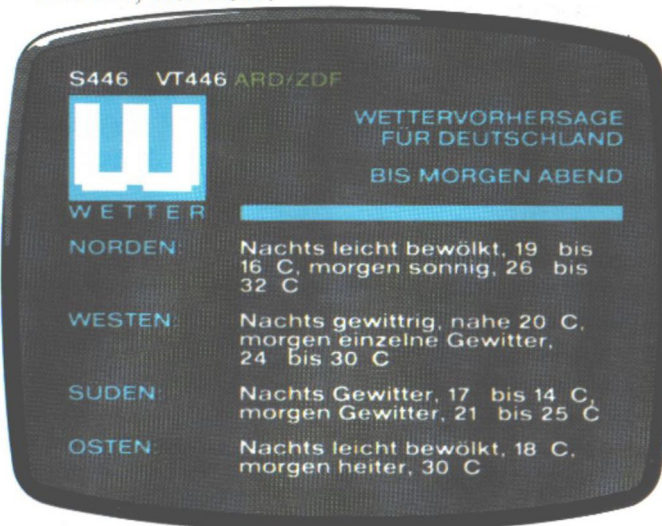 S446 VT446 ARD/ZDF
W
WETTER
WETTERVORHERSAGE
FÜR DEUTSCHLAND
BIS MORGEN ABEND
NORDEN: Nachts leicht bewölkt, 19 bis
16 C, morgen sonnig, 26 bis
32 C
WESTEN: Nachts gewittrig, nahe 20 C,
morgen einzelne Gewitter,
24 bis 30 C
SUDEN: Nachts Gewitter, 17 bis 14 C,
morgen Gewitter, 21 bis 25 C
OSTEN: Nachts leicht bewölkt, 18 C,
morgen heiter, 30 C